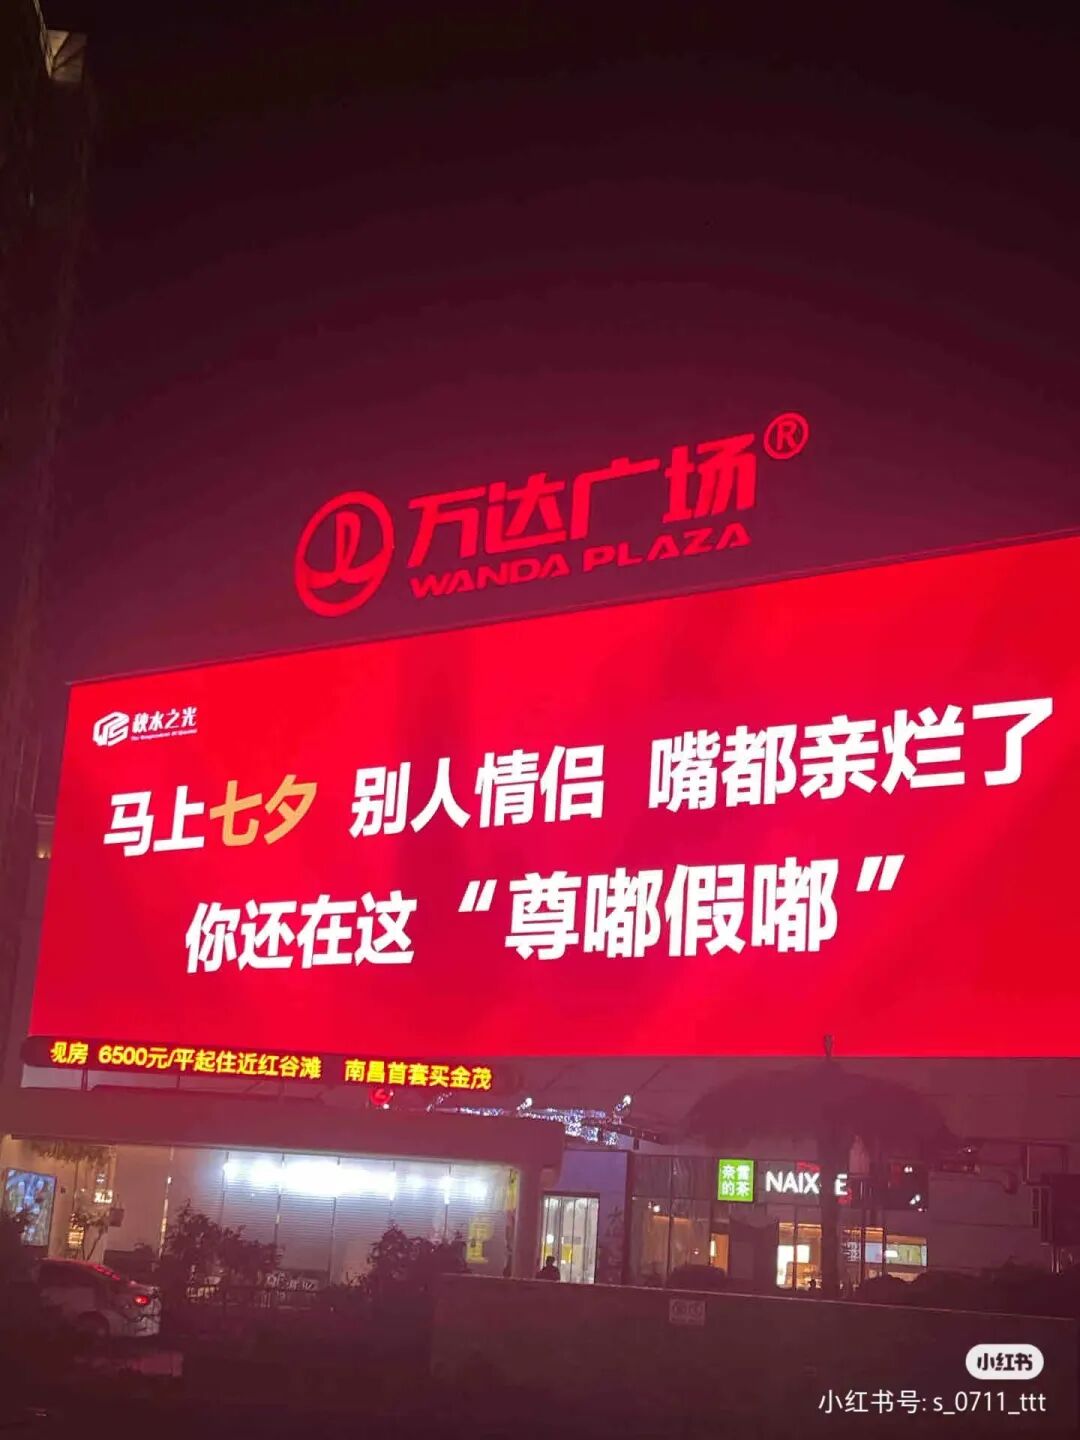 万达广场®
WANDA PLAZA
秋水之光
马上七夕 别人情侣 嘴都亲烂了
你还在这“尊嘟假嘟”
现房 6500元/平起住近红谷滩 南昌首套买金茂
奈雪的茶
NAIX
小红书
小红书号: s_0711_ttt